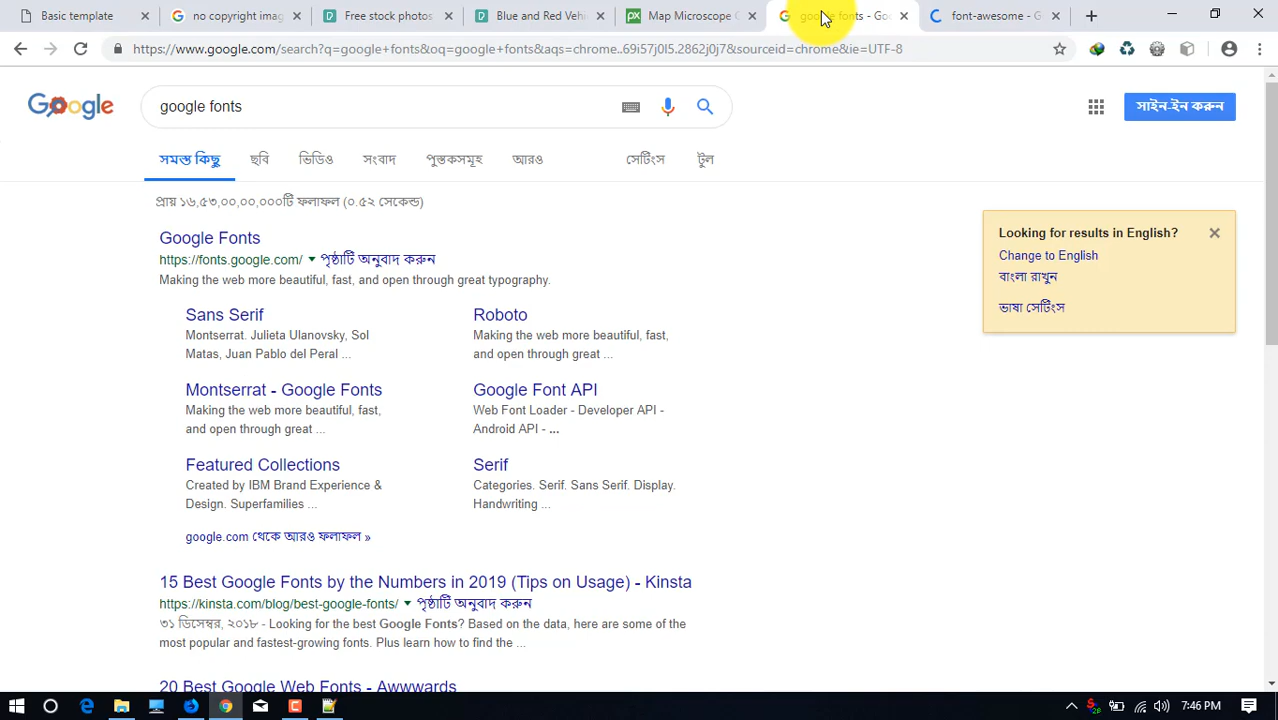 Basic template
no copyright imag
Free stock photos
Blue and Red Vehi
Map Microscope
google fonts - Goo
font-awesome - G
https://www.google.com/search?q=google+fonts&oq=google+fonts&aqs=chrome..69i57j0l5.2862j0j7&sourceid=chrome&ie=UTF-8
Google
google fonts
সাইন-ইন করুন
সমস্ত কিছু
ছবি
ভিডিও
সংবাদ
পুস্তকসমূহ
আরও
সেটিংস
টুল
প্রায় ১৬,৫৩,০০,০০,০০০টি ফলাফল (০.৫২ সেকেন্ড)
Google Fonts
https://fonts.google.com/ ▾ পৃষ্ঠাটি অনুবাদ করুন
Making the web more beautiful, fast, and open through great typography.
Sans Serif
Montserrat. Julieta Ulanovsky, Sol
Matas, Juan Pablo del Peral ...
Roboto
Making the web more beautiful, fast,
and open through great ...
Montserrat - Google Fonts
Making the web more beautiful, fast,
and open through great ...
Google Font API
Web Font Loader - Developer API -
Android API - ...
Featured Collections
Created by IBM Brand Experience &
Design. Superfamilies ...
Serif
Categories. Serif. Sans Serif. Display.
Handwriting ...
google.com থেকে আরও ফলাফল »
15 Best Google Fonts by the Numbers in 2019 (Tips on Usage) - Kinsta
https://kinsta.com/blog/best-google-fonts/ ▾ পৃষ্ঠাটি অনুবাদ করুন
৩১ ডিসেম্বর, ২০১৮ - Looking for the best Google Fonts? Based on the data, here are some of the
most popular and fastest-growing fonts. Plus learn how to find the ...
20 Best Google Web Fonts - Awwwards
Looking for results in English?
Change to English
বাংলা রাখুন
ভাষা সেটিংস
7:46 PM